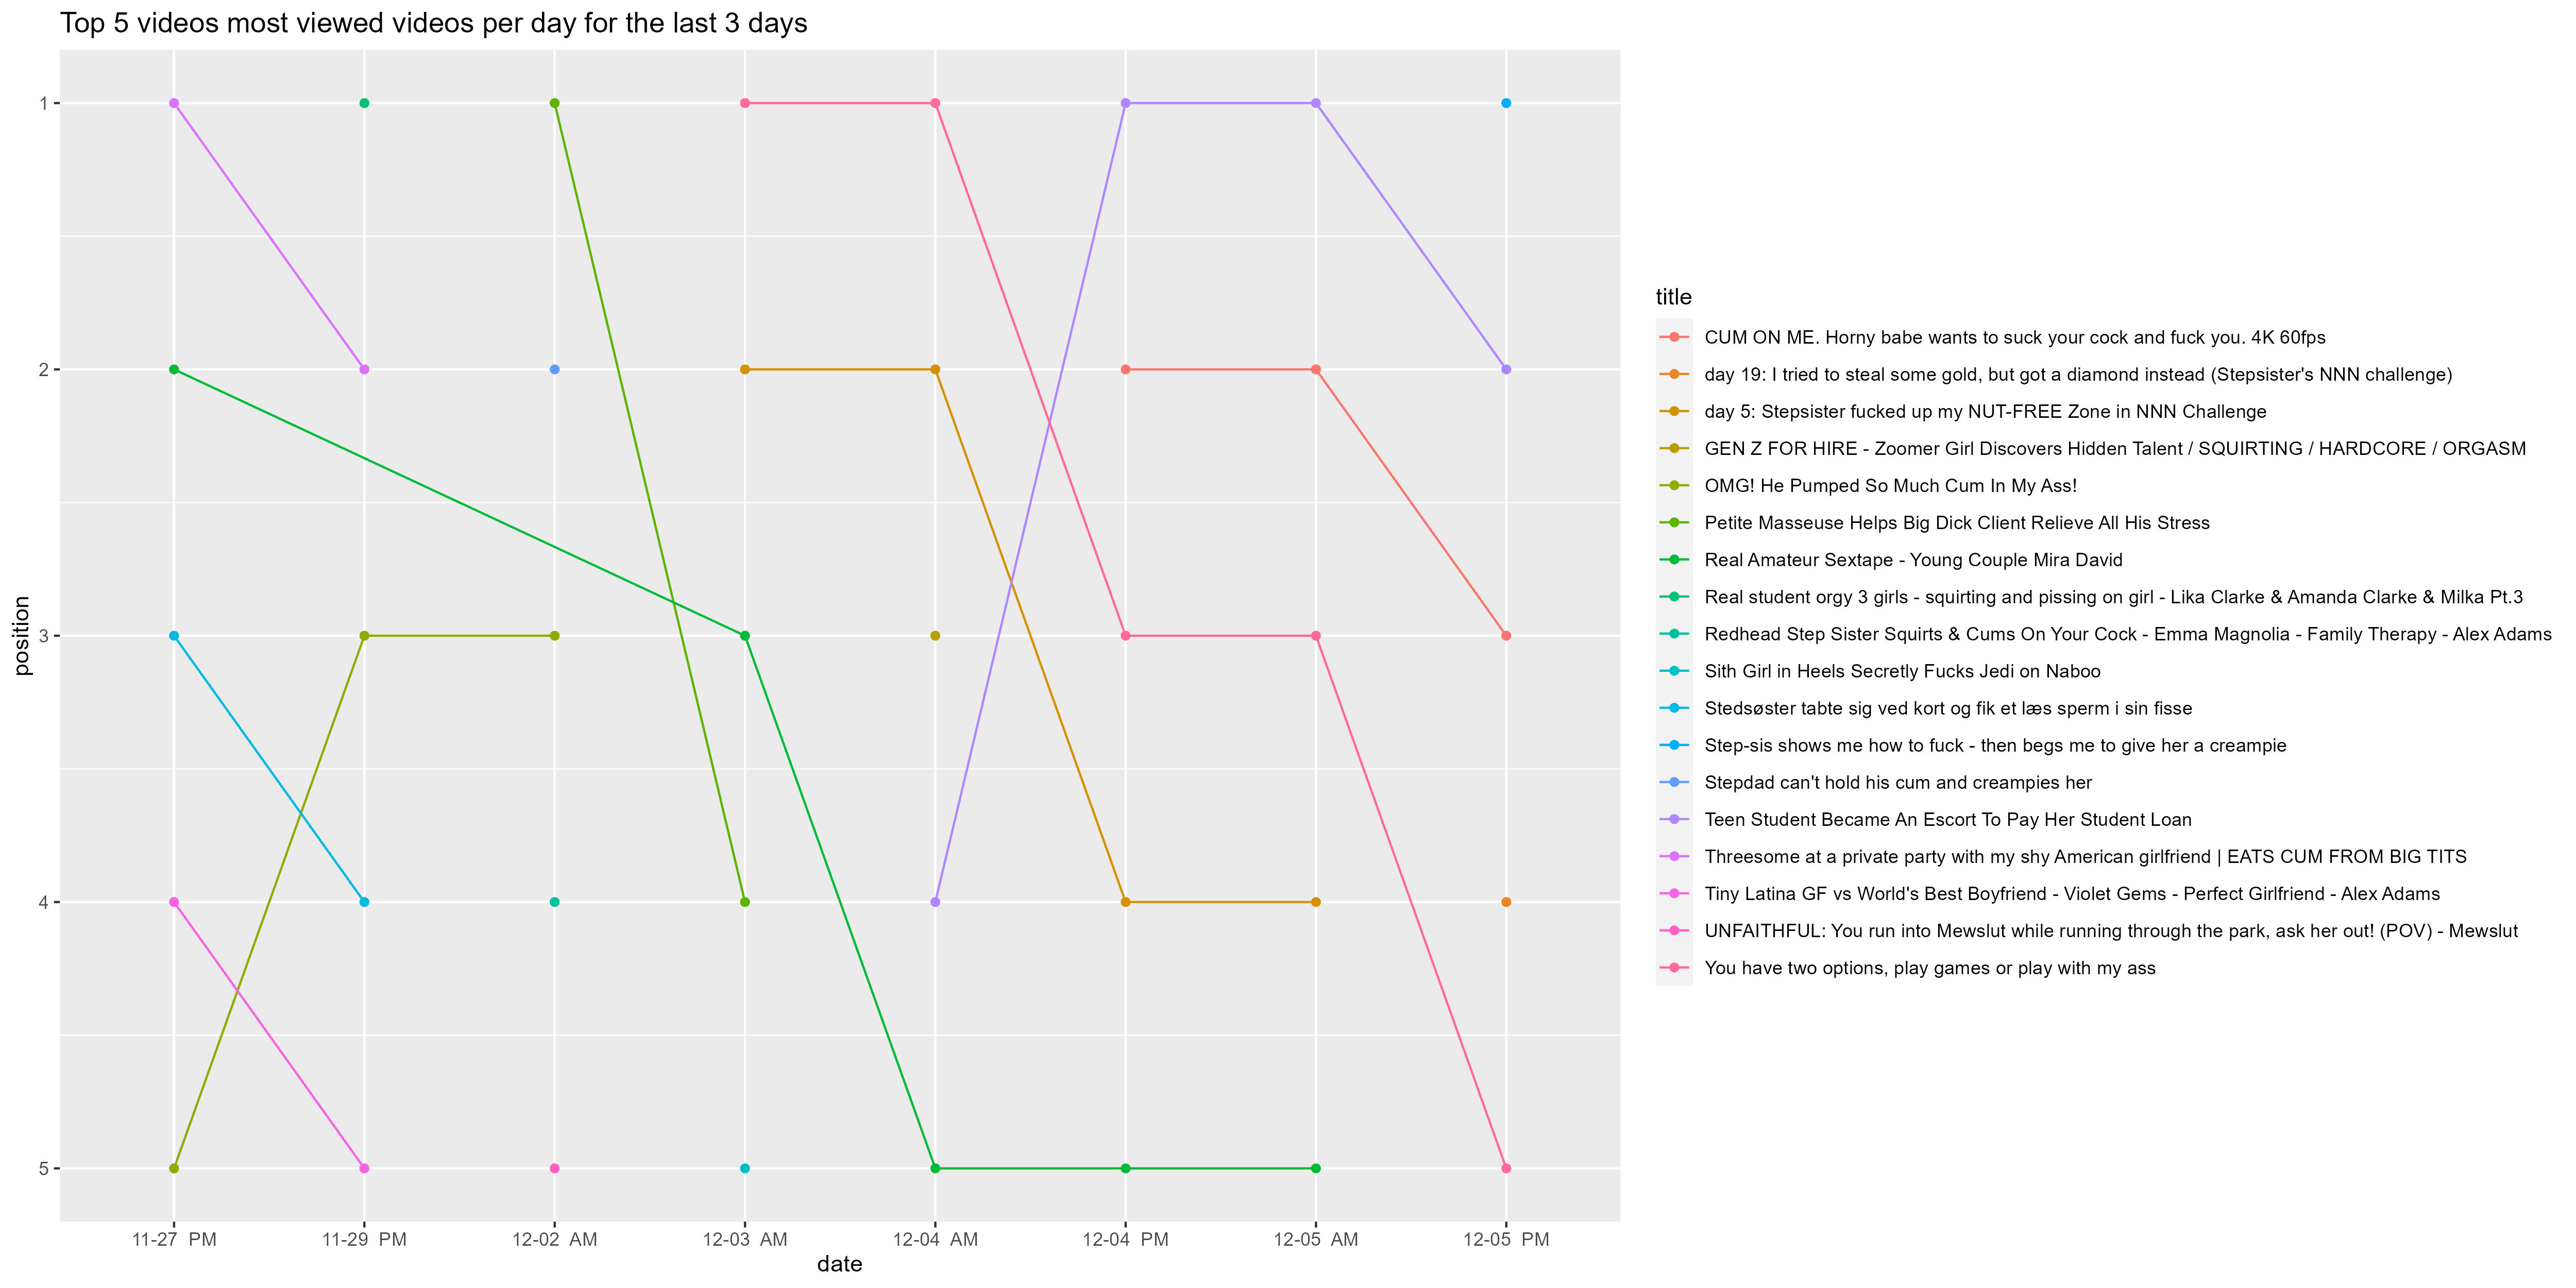 Top 5 videos most viewed videos per day for the last 3 days
position
1
2
3
4
5
11-27 PM
11-29 PM
12-02 AM
12-03 AM
12-04 AM
12-04 PM
12-05 AM
12-05 PM
date
title
CUM ON ME. Horny babe wants to suck your cock and fuck you. 4K 60fps
day 19: I tried to steal some gold, but got a diamond instead (Stepsister's NNN challenge)
day 5: Stepsister fucked up my NUT-FREE Zone in NNN Challenge
GEN Z FOR HIRE - Zoomer Girl Discovers Hidden Talent / SQUIRTING / HARDCORE / ORGASM
OMG! He Pumped So Much Cum In My Ass!
Petite Masseuse Helps Big Dick Client Relieve All His Stress
Real Amateur Sextape - Young Couple Mira David
Real student orgy 3 girls - squirting and pissing on girl - Lika Clarke & Amanda Clarke & Milka Pt.3
Redhead Step Sister Squirts & Cums On Your Cock - Emma Magnolia - Family Therapy - Alex Adams
Sith Girl in Heels Secretly Fucks Jedi on Naboo
Stedsøster tabte sig ved kort og fik et læs sperm i sin fisse
Step-sis shows me how to fuck - then begs me to give her a creampie
Stepdad can't hold his cum and creampies her
Teen Student Became An Escort To Pay Her Student Loan
Threesome at a private party with my shy American girlfriend | EATS CUM FROM BIG TITS
Tiny Latina GF vs World's Best Boyfriend - Violet Gems - Perfect Girlfriend - Alex Adams
UNFAITHFUL: You run into Mewslut while running through the park, ask her out! (POV) - Mewslut
You have two options, play games or play with my ass